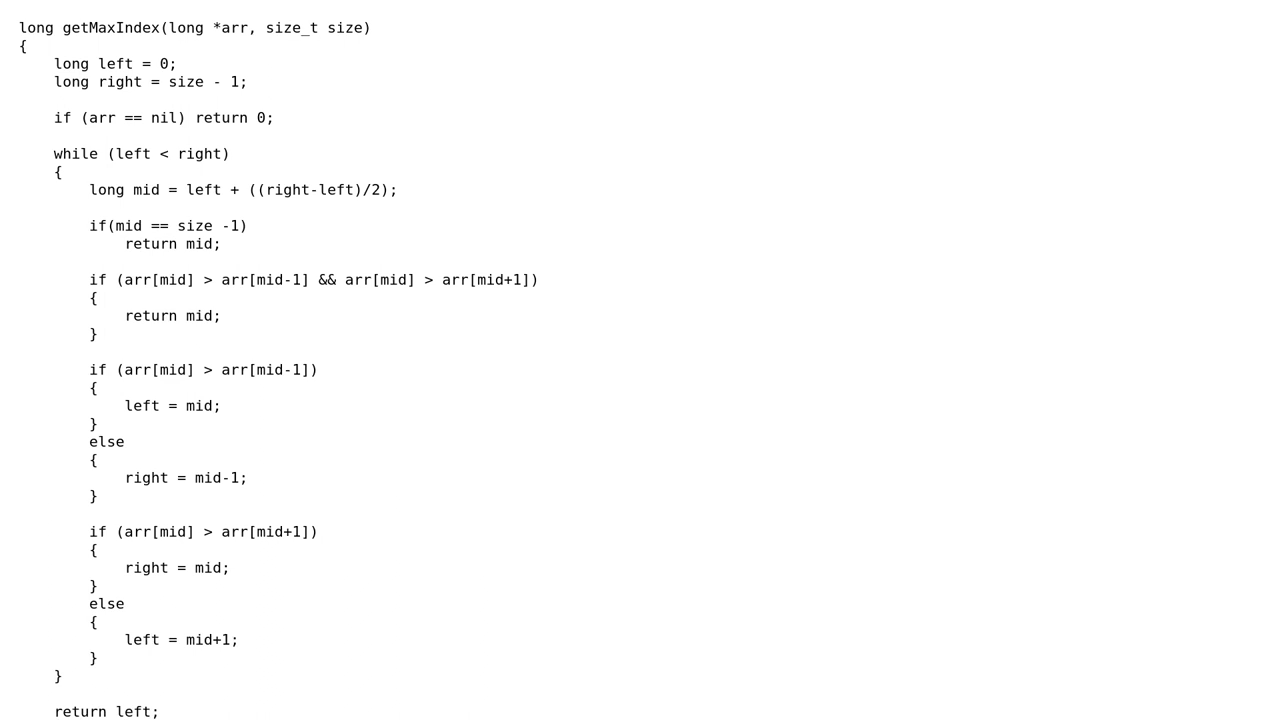 long getMaxIndex(long *arr, size_t size)
{
    long left = 0;
    long right = size - 1;

    if (arr == nil) return 0;

    while (left < right)
    {
        long mid = left + ((right-left)/2);

        if(mid == size -1)
            return mid;

        if (arr[mid] > arr[mid-1] && arr[mid] > arr[mid+1])
        {
            return mid;
        }

        if (arr[mid] > arr[mid-1])
        {
            left = mid;
        }
        else
        {
            right = mid-1;
        }

        if (arr[mid] > arr[mid+1])
        {
            right = mid;
        }
        else
        {
            left = mid+1;
        }
    }

    return left;